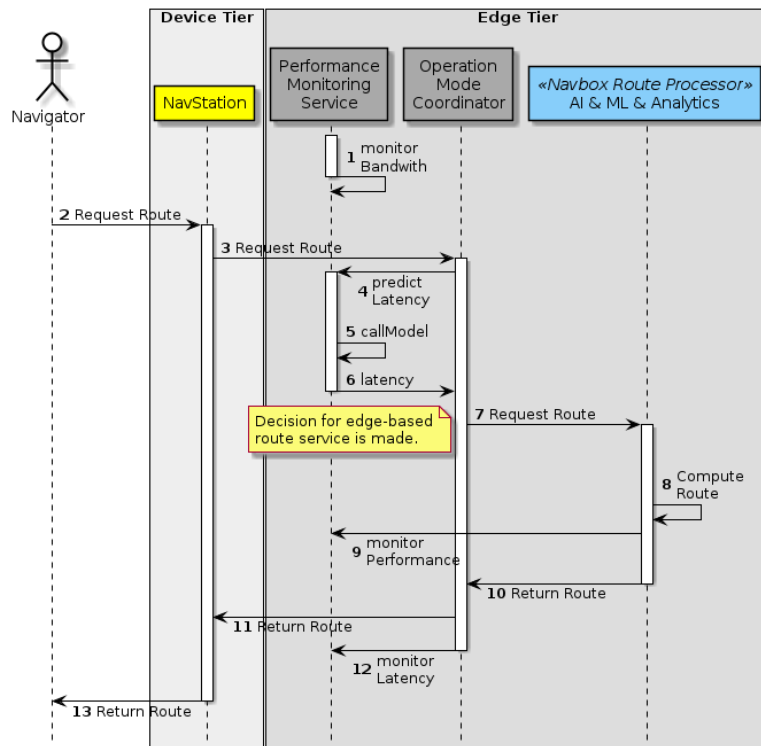 Device Tier
Edge Tier
Navigator
NavStation
Performance
Monitoring
Service
Operation
Mode
Coordinator
«Navbox Route Processor»
AI & ML & Analytics
1 monitor
Bandwith
2 Request Route
3 Request Route
4 predict
Latency
5 callModel
6 latency
Decision for edge-based
route service is made.
7 Request Route
8 Compute
Route
9 monitor
Performance
10 Return Route
11 Return Route
12 monitor
Latency
13 Return Route